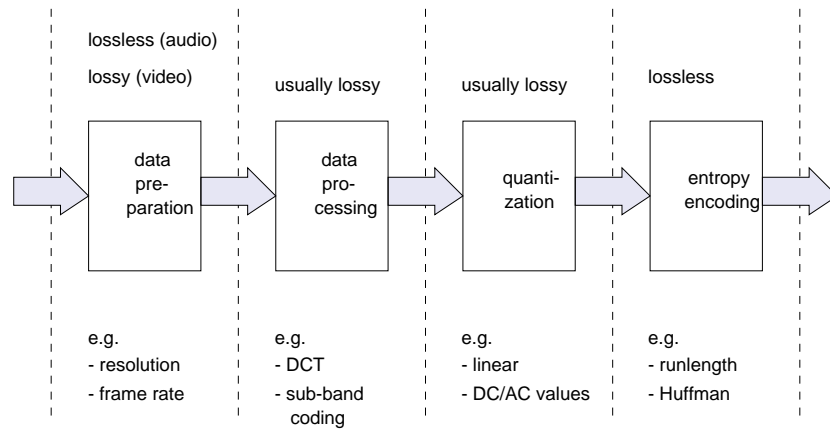 lossless (audio)
lossy (video)
usually lossy
usually lossy
lossless
data
pre-
paration
data
pro-
cessing
quanti-
zation
entropy
encoding
e.g.
- resolution
- frame rate
e.g.
- DCT
- sub-band
coding
e.g.
- linear
- DC/AC values
e.g.
- runlength
- Huffman